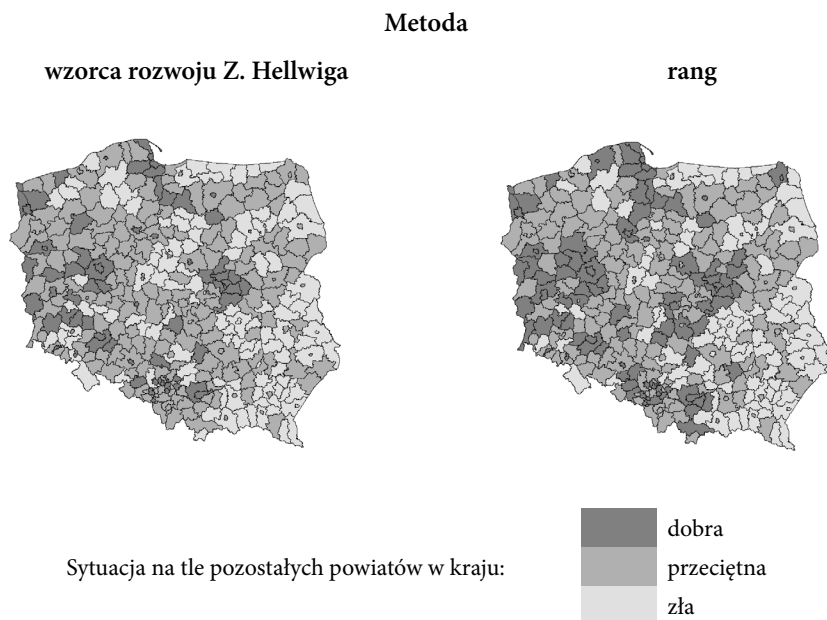 Metoda
wzorca rozwoju Z. Hellwiga
rang
Sytuacja na tle pozostałych powiatów w kraju:
dobra
przeciętna
zła